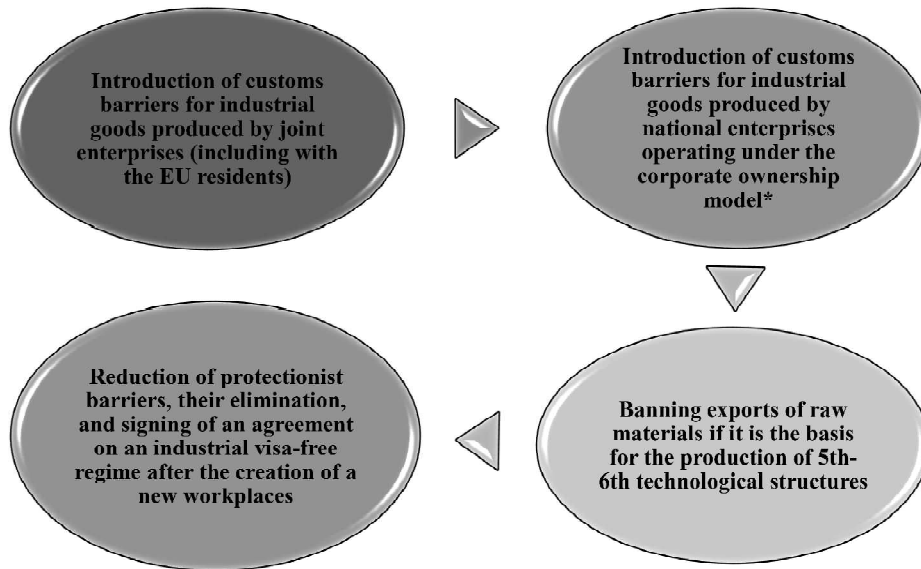 Introduction of customs
barriers for industrial
goods produced by joint
enterprises (including with
the EU residents)
Introduction of customs
barriers for industrial
goods produced by
national enterprises
operating under the
corporate ownership
model*
Banning exports of raw
materials if it is the basis
for the production of 5th-
6th technological structures
Reduction of protectionist
barriers, their elimination,
and signing of an agreement
on an industrial visa-free
regime after the creation of a
new workplaces